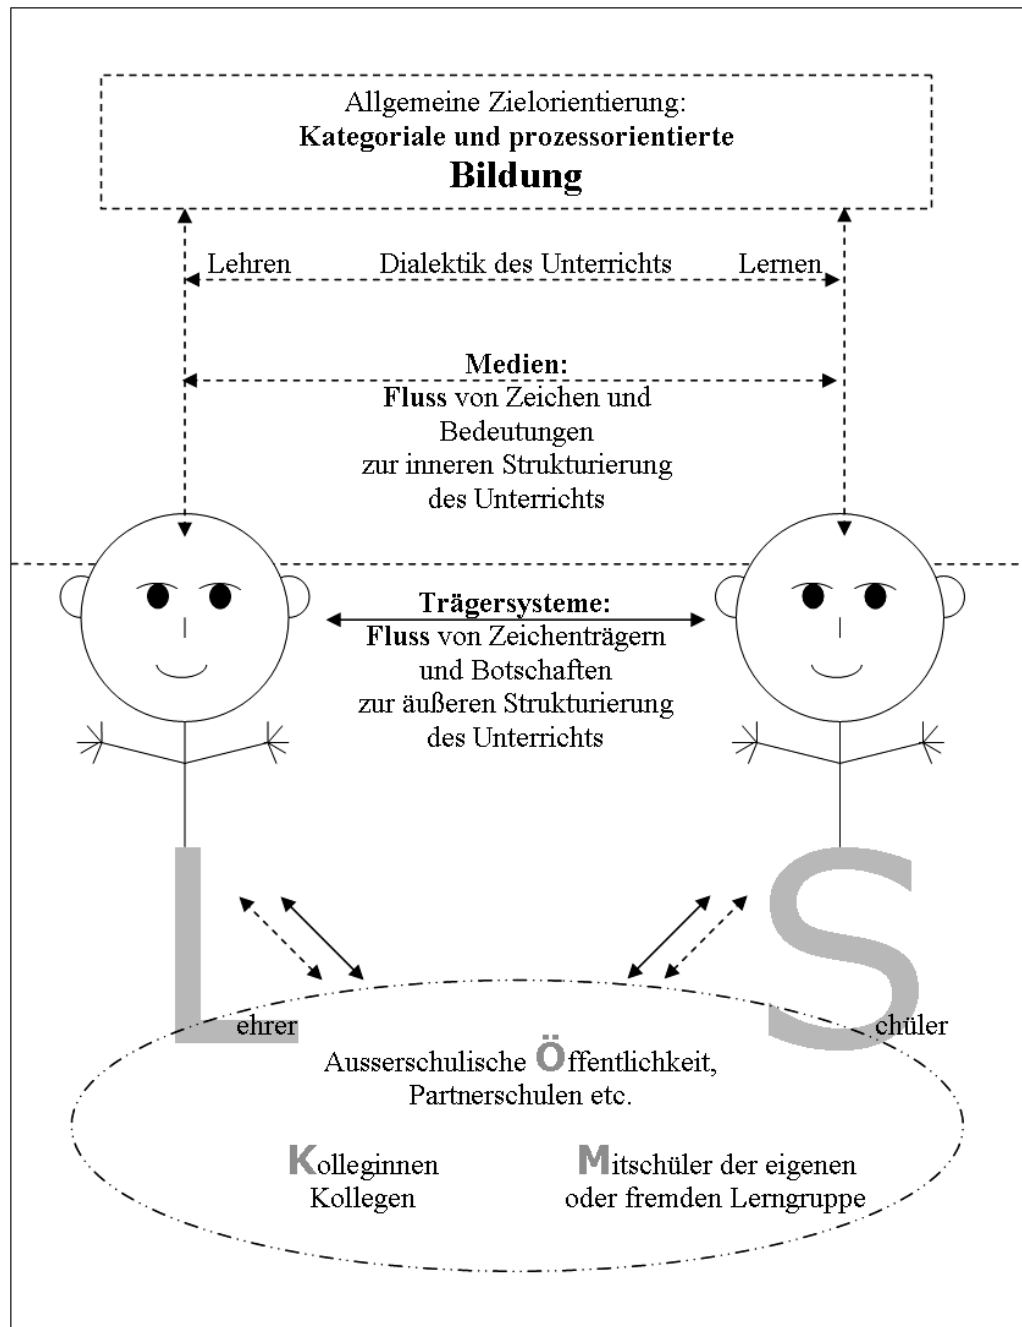 Allgemeine Zielorientierung:
Kategoriale und prozessorientierte
Bildung
Lehren Dialektik des Unterrichts Lernen
Medien:
Fluss von Zeichen und
Bedeutungen
zur inneren Strukturierung
des Unterrichts
Trägersysteme:
Fluss von Zeichenträgern
und Botschaften
zur äußeren Strukturierung
des Unterrichts
Lehrer Schüler
Ausserschulische Öffentlichkeit,
Partnerschulen etc.
Kolleginnen
Kollegen
Mitschüler der eigenen
oder fremden Lerngruppe